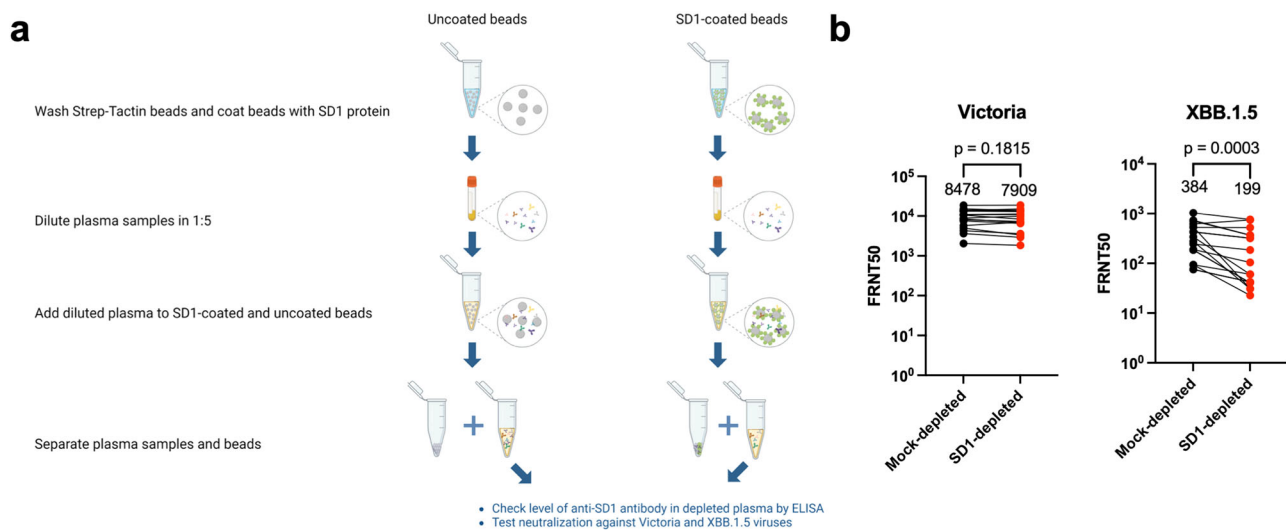 a
Uncoated beads
SD1-coated beads
Wash Strep-Tactin beads and coat beads with SD1 protein
Dilute plasma samples in 1:5
Add diluted plasma to SD1-coated and uncoated beads
Separate plasma samples and beads
+
+
• Check level of anti-SD1 antibody in depleted plasma by ELISA
• Test neutralization against Victoria and XBB.1.5 viruses
b
Victoria
p = 0.1815
8478 7909
10⁵
10⁴
10³
10²
10¹
10⁰
FRNT50
Mock-depleted
SD1-depleted
XBB.1.5
p = 0.0003
384 199
10⁴
10³
10²
10¹
10⁰
FRNT50
Mock-depleted
SD1-depleted